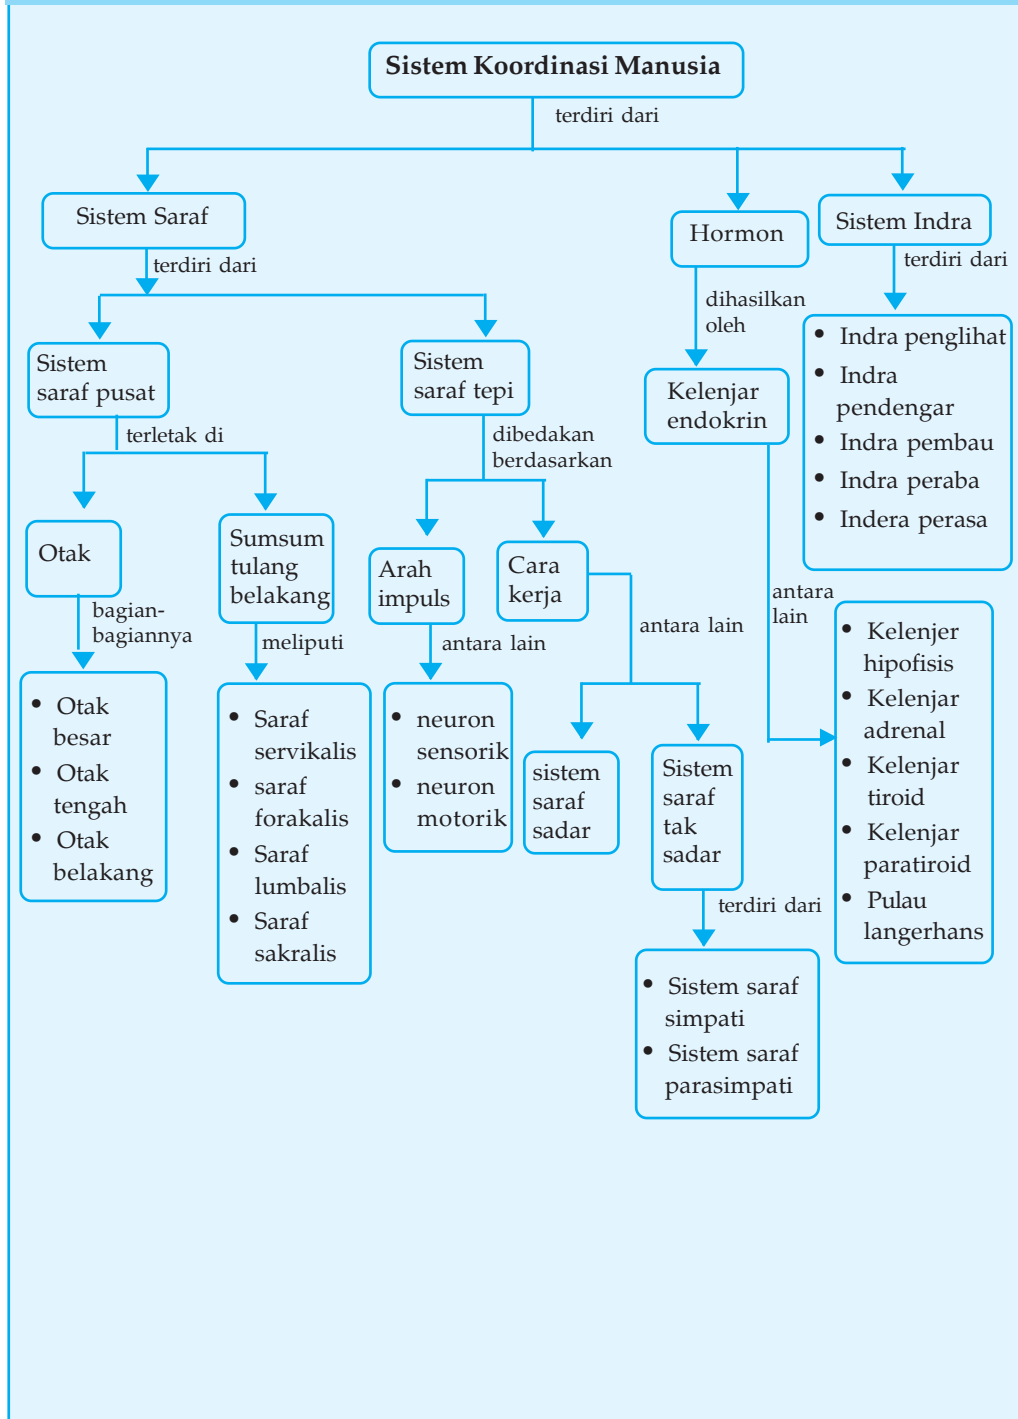 Sistem Koordinasi Manusia
terdiri dari
Sistem Saraf
Hormon
Sistem Indra
terdiri dari
dihasilkan
oleh
terdiri dari
Sistem
saraf pusat
Sistem
saraf tepi
Kelenjar
endokrin
• Indra penglihat
• Indra
pendengar
• Indra pembau
• Indra peraba
• Indera perasa
terletak di
dibedakan
berdasarkan
Otak
Sumsum
tulang
belakang
Arah
impuls
Cara
kerja
antara
lain
bagian-
bagiannya
meliputi
antara lain
antara lain
• Otak
besar
• Otak
tengah
• Otak
belakang
• Saraf
servikalis
• saraf
forakalis
• Saraf
lumbalis
• Saraf
sakralis
• neuron
sensorik
• neuron
motorik
sistem
saraf
sadar
Sistem
saraf
tak
sadar
• Kelenjer
hipofisis
• Kelenjar
adrenal
• Kelenjar
tiroid
• Kelenjar
paratiroid
• Pulau
langerhans
terdiri dari
• Sistem saraf
simpati
• Sistem saraf
parasimpati